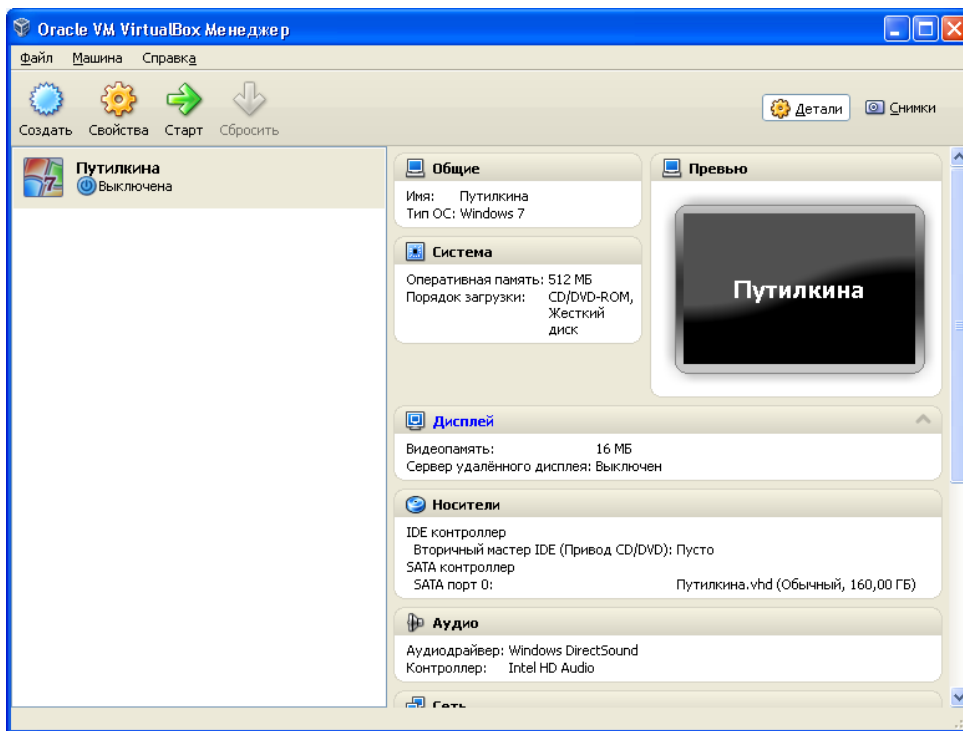 Oracle VM VirtualBox Менеджер
Файл Машина Справка
Создать Свойства Старт Сбросить
Детали Снимки
Путилкина
Выключена
Общие
Имя: Путилкина
Тип ОС: Windows 7
Система
Оперативная память: 512 МБ
Порядок загрузки: CD/DVD-ROM,
Жесткий
диск
Превью
Путилкина
Дисплей
Видеопамять: 16 МБ
Сервер удалённого дисплея: Выключен
Носители
IDE контроллер
Вторичный мастер IDE (Привод CD/DVD): Пусто
SATA контроллер
SATA порт 0: Путилкина.vhd (Обычный, 160,00 ГБ)
Аудио
Аудиодрайвер: Windows DirectSound
Контроллер: Intel HD Audio
Сеть